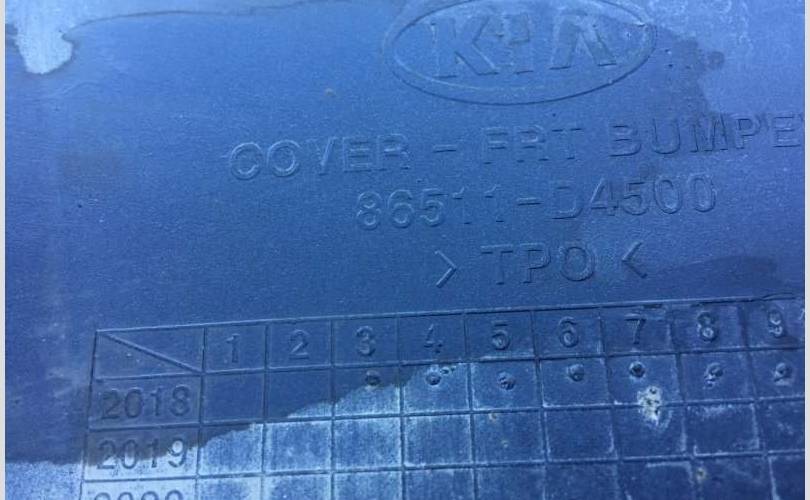 KIA
COVER - FRT BUMPE
86511-D4500
> TPO <
1 2 3 4 5 6 7 8 9
2018
2019